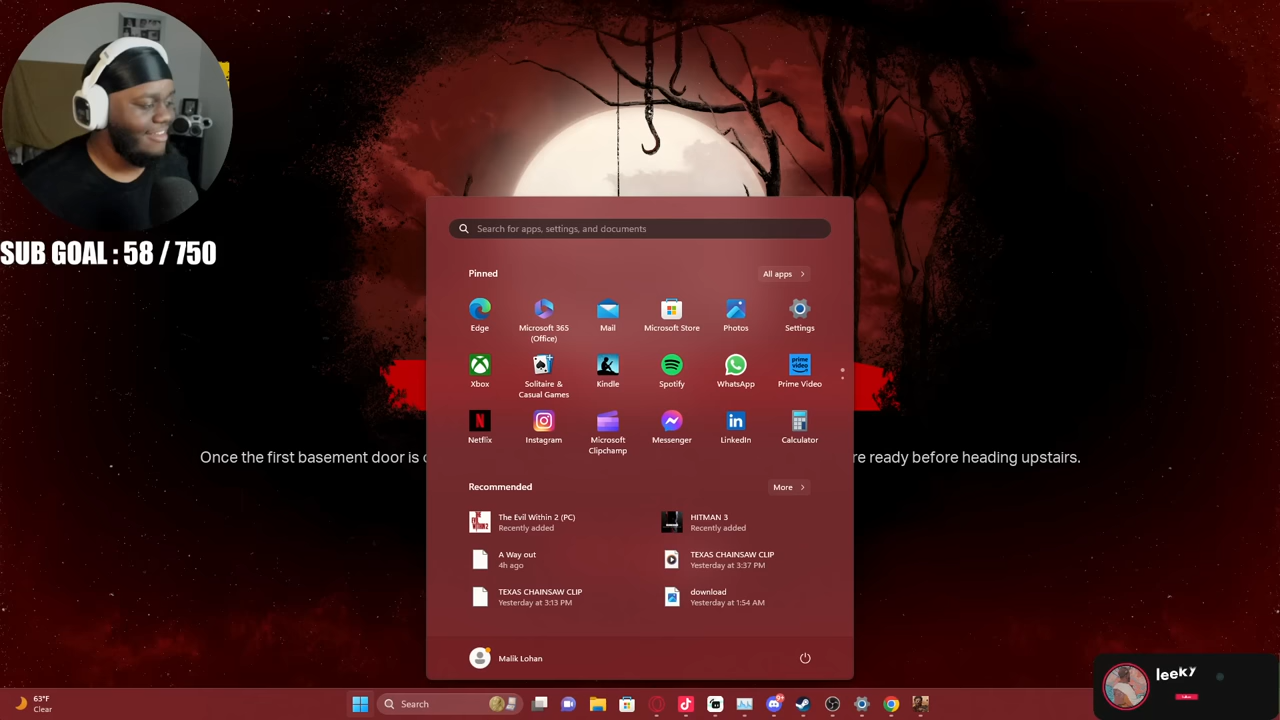 SUB GOAL : 58 / 750
Search for apps, settings, and documents
Pinned
All apps
Edge
Microsoft 365
(Office)
Mail
Microsoft Store
Photos
Settings
Xbox
Solitaire &
Casual Games
Kindle
Spotify
WhatsApp
Prime Video
Netflix
Instagram
Microsoft
Clipchamp
Messenger
LinkedIn
Calculator
Once the first basement door is
re ready before heading upstairs.
Recommended
More
The Evil Within 2 (PC)
Recently added
HITMAN 3
Recently added
A Way out
4h ago
TEXAS CHAINSAW CLIP
Yesterday at 3:37 PM
TEXAS CHAINSAW CLIP
Yesterday at 3:13 PM
download
Yesterday at 1:54 AM
Malik Lohan
leeky
63°F
Clear
Search